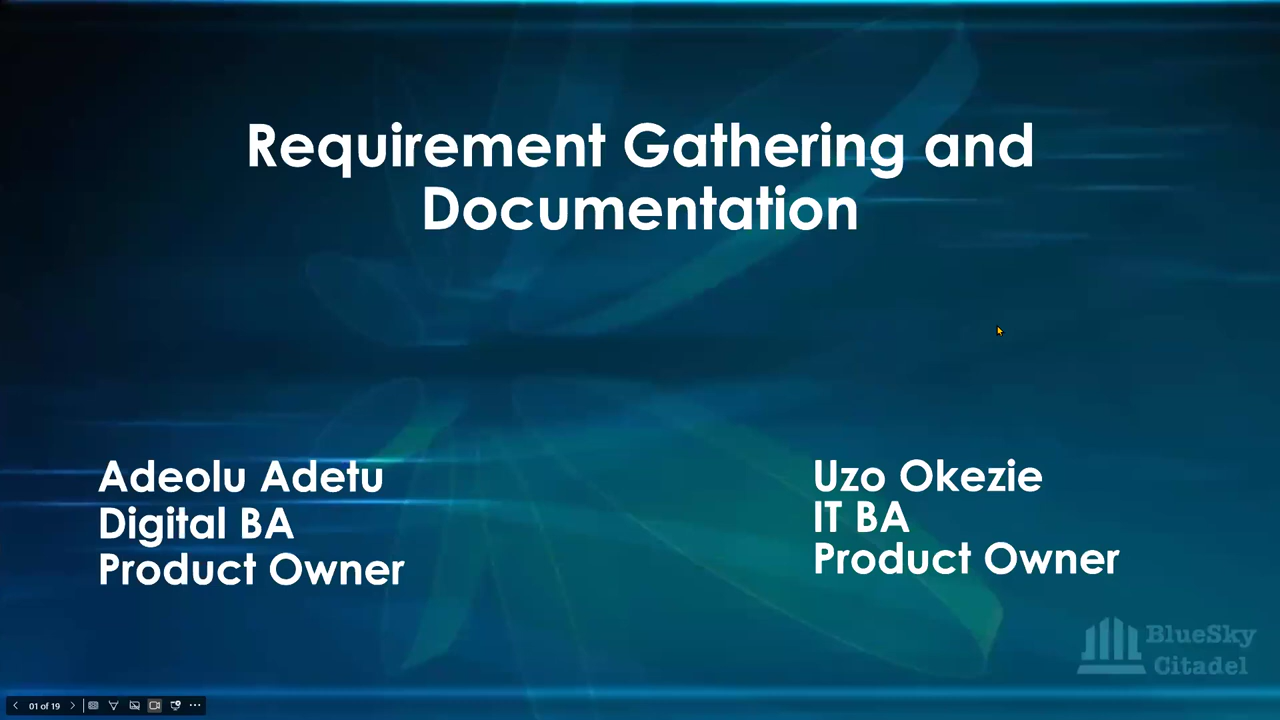 Requirement Gathering and
Documentation
Adeolu Adetu
Digital BA
Product Owner
Uzo Okezie
IT BA
Product Owner
BlueSky
Citadel
01 of 19